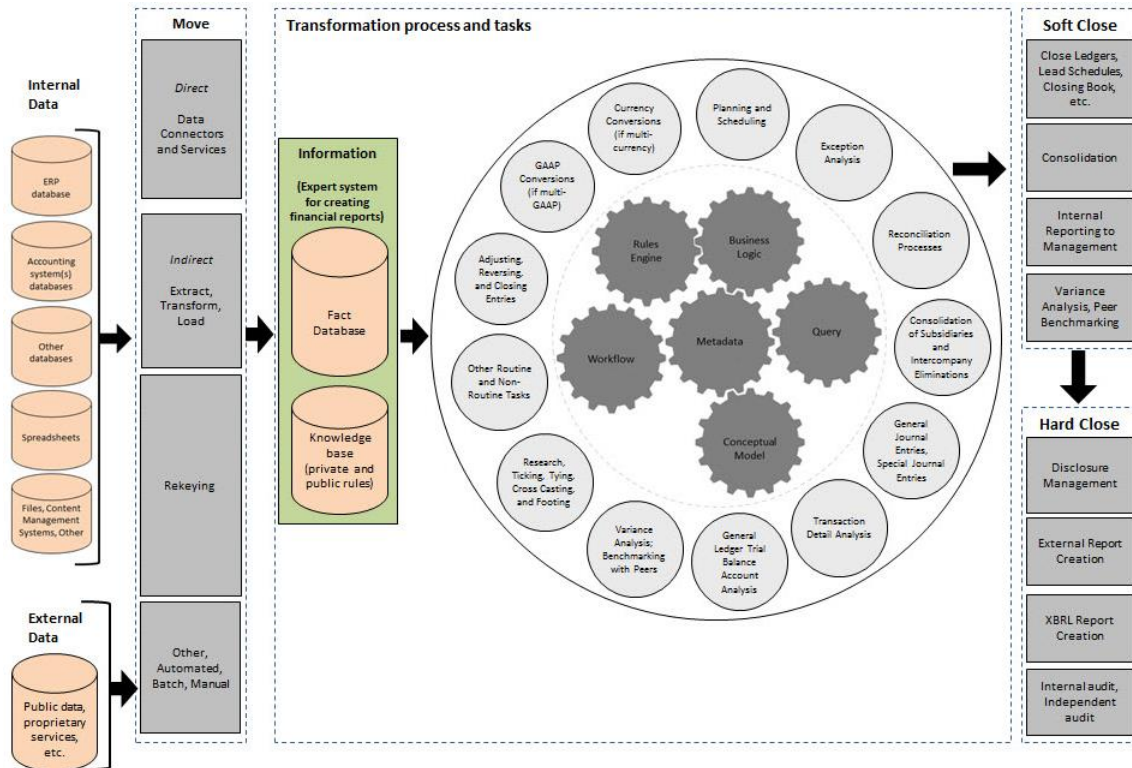 Internal
Data
ERP
database
Accounting
system(s)
databases
Other
databases
Spreadsheets
Files, Content
Management
Systems, Other
External
Data
Public data,
proprietary
services,
etc.
Move
Direct
Data
Connectors
and Services
Indirect
Extract,
Transform,
Load
Rekeying
Other,
Automated,
Batch, Manual
Transformation process and tasks
Information
(Expert system
for creating
financial reports)
Fact
Database
Knowledge
base
(private and
public rules)
Currency
Conversions
(if multi-
currency)
Planning and
Scheduling
Exception
Analysis
Reconciliation
Processes
Consolidation
of Subsidiaries
and
Intercompany
Eliminations
General
Journal
Entries,
Special Journal
Entries
Transaction
Detail Analysis
General
Ledger Trial
Balance
Account
Analysis
Variance
Analysis;
Benchmarking
with Peers
Research,
Ticking, Tying,
Cross Casting,
and Footing
Other Routine
and Non-
Routine Tasks
Adjusting,
Reversing,
and Closing
Entries
GAAP
Conversions
(if multi-
GAAP)
Rules
Engine
Business
Logic
Workflow
Metadata
Query
Conceptual
Model
Soft Close
Close Ledgers,
Lead Schedules,
Closing Book,
etc.
Consolidation
Internal
Reporting to
Management
Variance
Analysis, Peer
Benchmarking
Hard Close
Disclosure
Management
External Report
Creation
XBRL Report
Creation
Internal audit,
Independent
audit